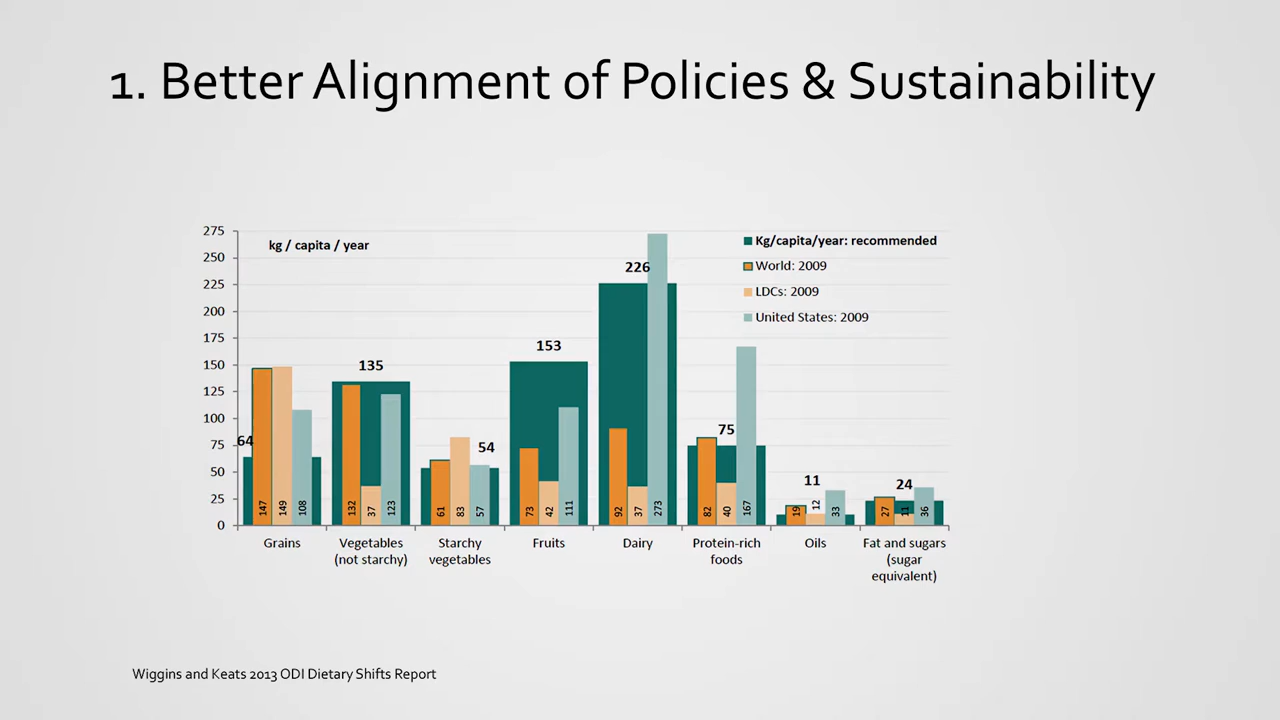 1. Better Alignment of Policies & Sustainability
kg / capita / year
Kg/capita/year: recommended
World: 2009
LDCs: 2009
United States: 2009
275
250
225
200
175
150
125
100
75
50
25
0
64
135
54
153
226
75
11
24
147 149 108
132 37 123
61 83 57
73 42 111
92 37 273
82 40 167
19 12 33
27 11 36
Grains
Vegetables
(not starchy)
Starchy
vegetables
Fruits
Dairy
Protein-rich
foods
Oils
Fat and sugars
(sugar
equivalent)
Wiggins and Keats 2013 ODI Dietary Shifts Report